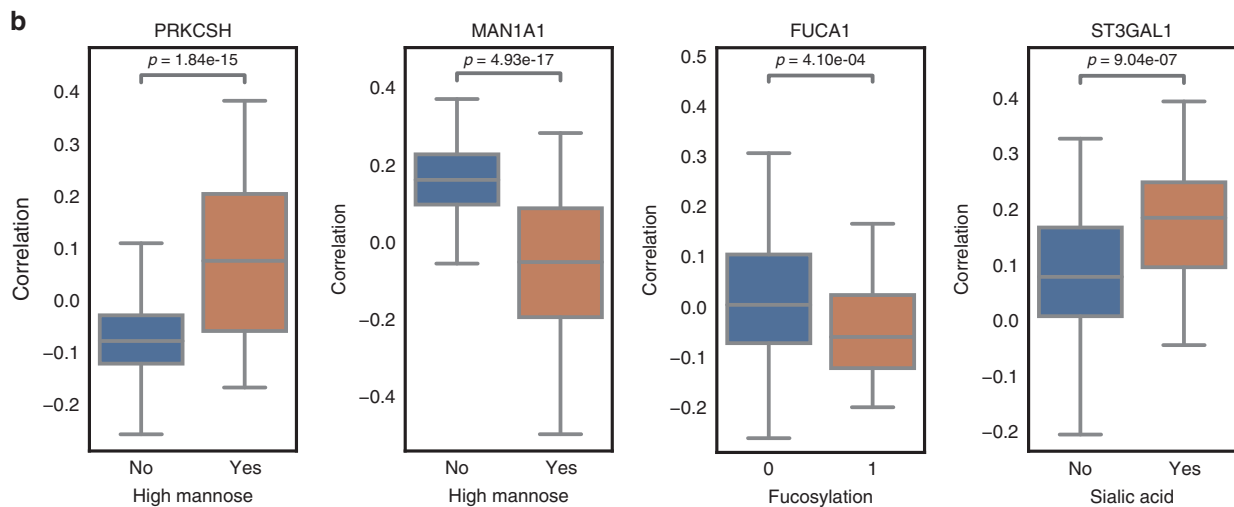 b
PRKCSH
p = 1.84e-15
Correlation
0.4
0.3
0.2
0.1
0.0
−0.1
−0.2
No
Yes
High mannose
MAN1A1
p = 4.93e-17
Correlation
0.4
0.2
0.0
−0.2
−0.4
No
Yes
High mannose
FUCA1
p = 4.10e-04
Correlation
0.5
0.4
0.3
0.2
0.1
0.0
−0.1
−0.2
0
1
Fucosylation
ST3GAL1
p = 9.04e-07
Correlation
0.4
0.3
0.2
0.1
0.0
−0.1
−0.2
No
Yes
Sialic acid